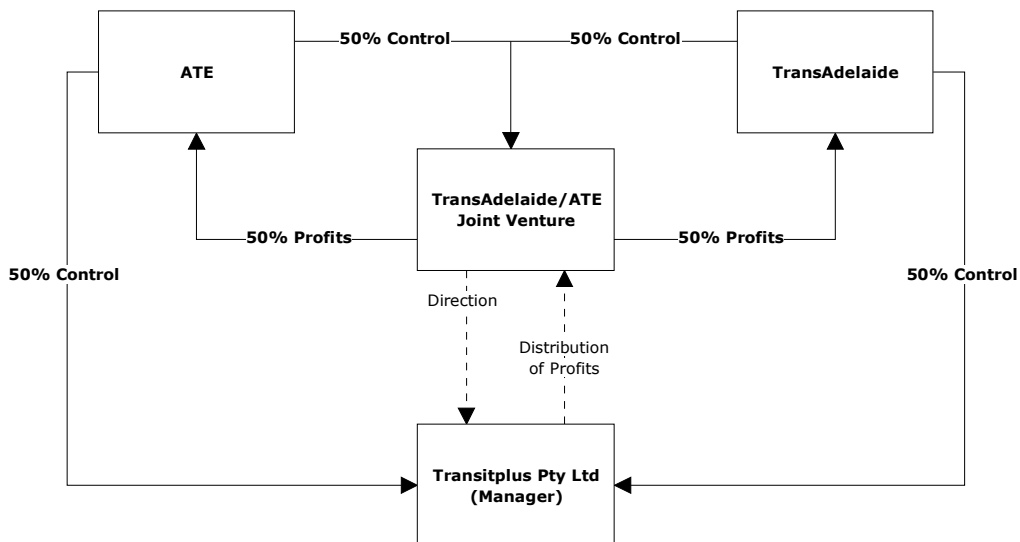 50% Control
50% Control
ATE
TransAdelaide
TransAdelaide/ATE
Joint Venture
50% Profits
50% Profits
50% Control
50% Control
Direction
Distribution
of Profits
Transitplus Pty Ltd
(Manager)